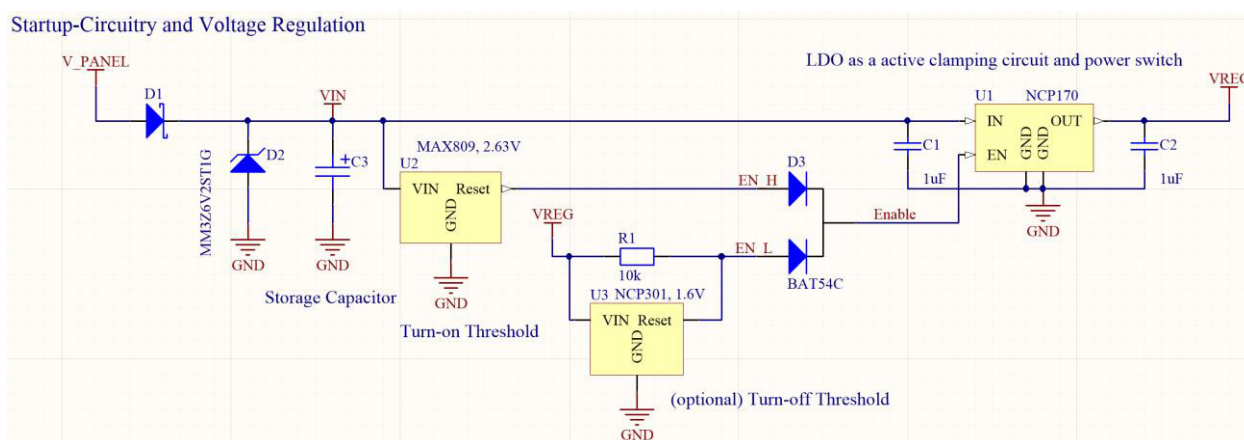 Startup-Circuitry and Voltage Regulation
V_PANEL
LDO as a active clamping circuit and power switch
VREG
D1
VIN
U1
NCP170
IN
OUT
EN
GND
GND
C1
1uF
C2
1uF
GND
MM3Z6V2ST1G
D2
GND
C3
GND
Storage Capacitor
MAX809, 2.63V
U2
VIN
Reset
GND
GND
Turn-on Threshold
EN_H
D3
Enable
VREG
R1
10k
EN_L
BAT54C
U3
NCP301, 1.6V
VIN
Reset
GND
GND
(optional) Turn-off Threshold